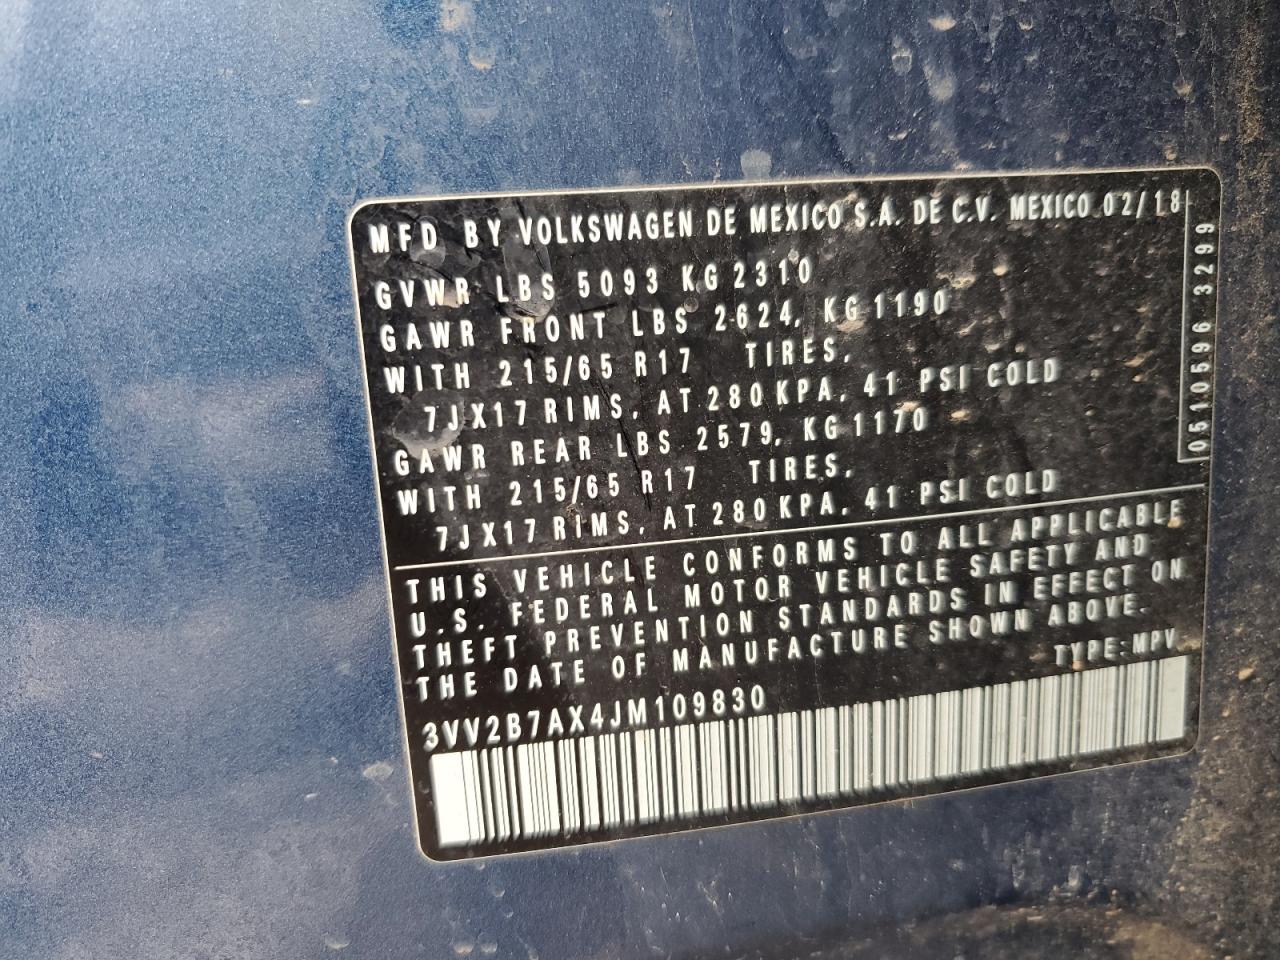 MFD BY VOLKSWAGEN DE MEXICO S.A. DE C.V. MEXICO 02/18
GVWR LBS 5093 KG 2310
GAWR FRONT LBS 2624, KG 1190
WITH 215/65 R17 TIRES,
7JX17 RIMS, AT 280 KPA, 41 PSI COLD
GAWR REAR LBS 2579, KG 1170
WITH 215/65 R17 TIRES,
7JX17 RIMS, AT 280 KPA, 41 PSI COLD
0510596 3299
THIS VEHICLE CONFORMS TO ALL APPLICABLE
U.S. FEDERAL MOTOR VEHICLE SAFETY AND
THEFT PREVENTION STANDARDS IN EFFECT ON
THE DATE OF MANUFACTURE SHOWN ABOVE.
TYPE: MPV
3VV2B7AX4JM109830